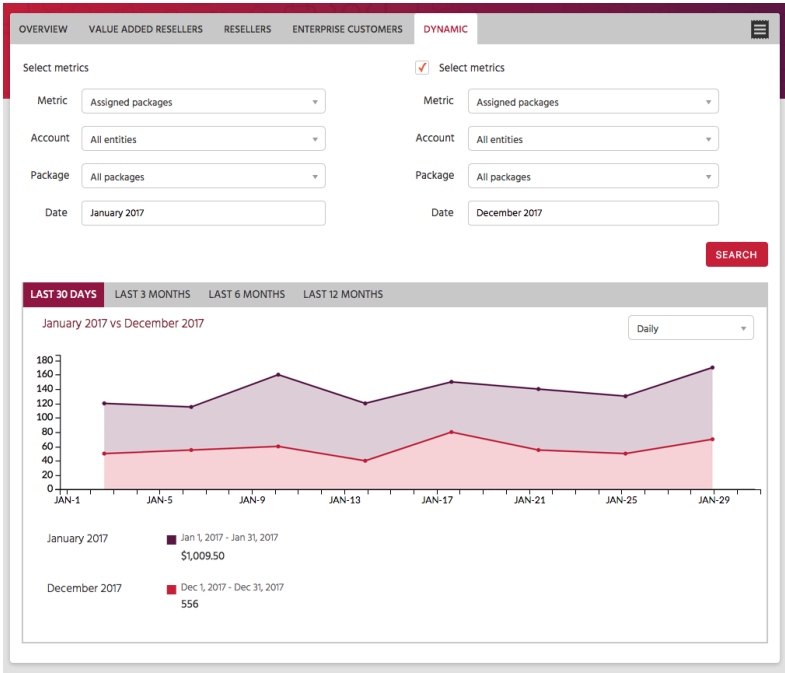 OVERVIEW VALUE ADDED RESELLERS RESELLERS ENTERPRISE CUSTOMERS DYNAMIC
Select metrics Select metrics
Metric Assigned packages Metric Assigned packages
Account All entities Account All entities
Package All packages Package All packages
Date January 2017 Date December 2017
SEARCH
LAST 30 DAYS LAST 3 MONTHS LAST 6 MONTHS LAST 12 MONTHS
January 2017 vs December 2017 Daily
180
160
140
120
100
80
60
40
20
0
JAN-1 JAN-5 JAN-9 JAN-13 JAN-17 JAN-21 JAN-25 JAN-29
January 2017 Jan 1, 2017 - Jan 31, 2017
$1,009.50
December 2017 Dec 1, 2017 - Dec 31, 2017
556